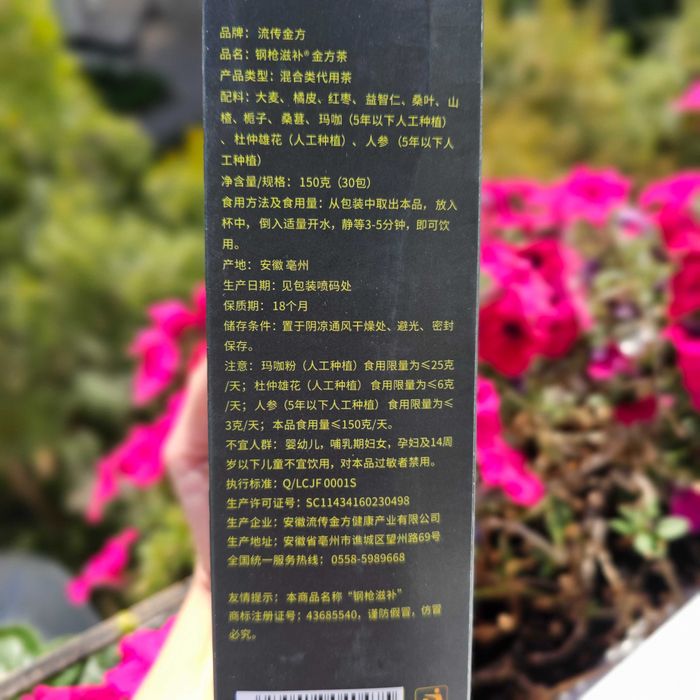 品牌：流传金方
品名：钢枪滋补®金方茶
产品类型：混合类代用茶
配料：大麦、橘皮、红枣、益智仁、桑叶、山
楂、栀子、桑葚、玛咖（5年以下人工种植）
、杜仲雄花（人工种植）、人参（5年以下人
工种植）
净含量/规格：150克（30包）
食用方法及食用量：从包装中取出本品，放入
杯中，倒入适量开水，静等3-5分钟，即可饮
用。
产地：安徽 亳州
生产日期：见包装喷码处
保质期：18个月
储存条件：置于阴凉通风干燥处、避光、密封
保存。
注意：玛咖粉（人工种植）食用限量为≤25克
/天；杜仲雄花（人工种植）食用限量为≤6克
/天；人参（5年以下人工种植）食用限量为≤
3克/天；本品食用量≤150克/天。
不宜人群：婴幼儿，哺乳期妇女，孕妇及14周
岁以下儿童不宜饮用，对本品过敏者禁用。
执行标准：Q/LCJF 0001S
生产许可证号：SC11434160230498
生产企业：安徽流传金方健康产业有限公司
生产地址：安徽省亳州市谯城区望州路69号
全国统一服务热线：0558-5989668
友情提示：本商品名称“钢枪滋补”
商标注册证号：43685540，谨防假冒，仿冒
必究。